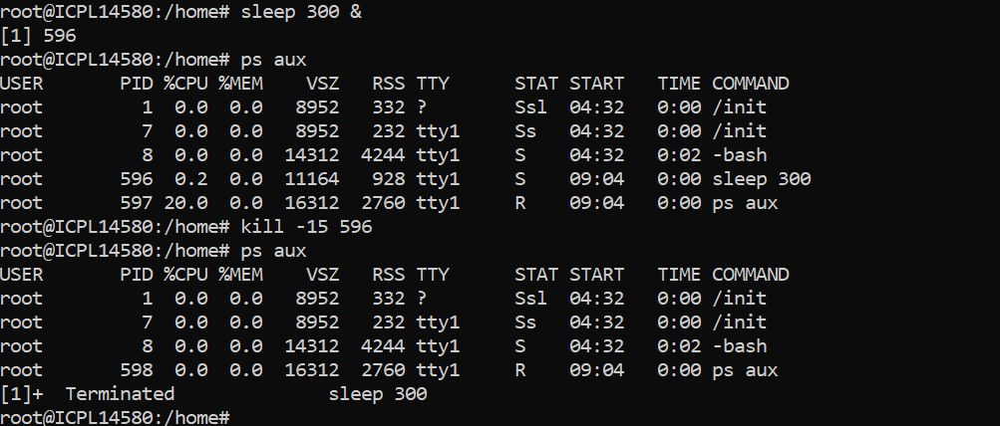 root@ICPL14580:/home# sleep 300 &
[1] 596
root@ICPL14580:/home# ps aux
USER       PID %CPU %MEM    VSZ   RSS TTY      STAT START   TIME COMMAND
root         1  0.0  0.0   8952   332 ?        Ssl  04:32   0:00 /init
root         7  0.0  0.0   8952   232 tty1     Ss   04:32   0:00 /init
root         8  0.0  0.0  14312  4244 tty1     S    04:32   0:02 -bash
root       596  0.2  0.0  11164   928 tty1     S    09:04   0:00 sleep 300
root       597 20.0  0.0  16312  2760 tty1     R    09:04   0:00 ps aux
root@ICPL14580:/home# kill -15 596
root@ICPL14580:/home# ps aux
USER       PID %CPU %MEM    VSZ   RSS TTY      STAT START   TIME COMMAND
root         1  0.0  0.0   8952   332 ?        Ssl  04:32   0:00 /init
root         7  0.0  0.0   8952   232 tty1     Ss   04:32   0:00 /init
root         8  0.0  0.0  14312  4244 tty1     S    04:32   0:02 -bash
root       598  0.0  0.0  16312  2760 tty1     R    09:04   0:00 ps aux
[1]+  Terminated              sleep 300
root@ICPL14580:/home#